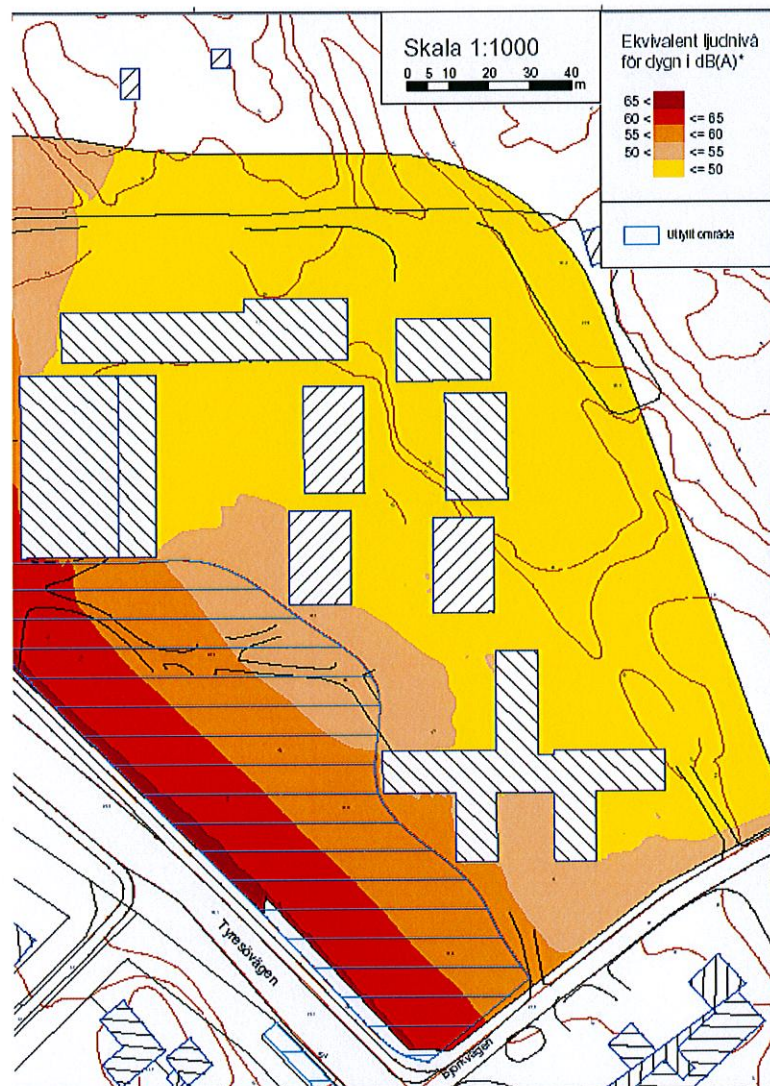 Skala 1:1000
0 5 10 20 30 40
m
Ekvivalent ljudnivå
för dygn i dB(A)*
65 <
60 < <= 65
55 < <= 60
50 < <= 55
<= 50
Utfyllt område
Tyresövägen
Björkvägen